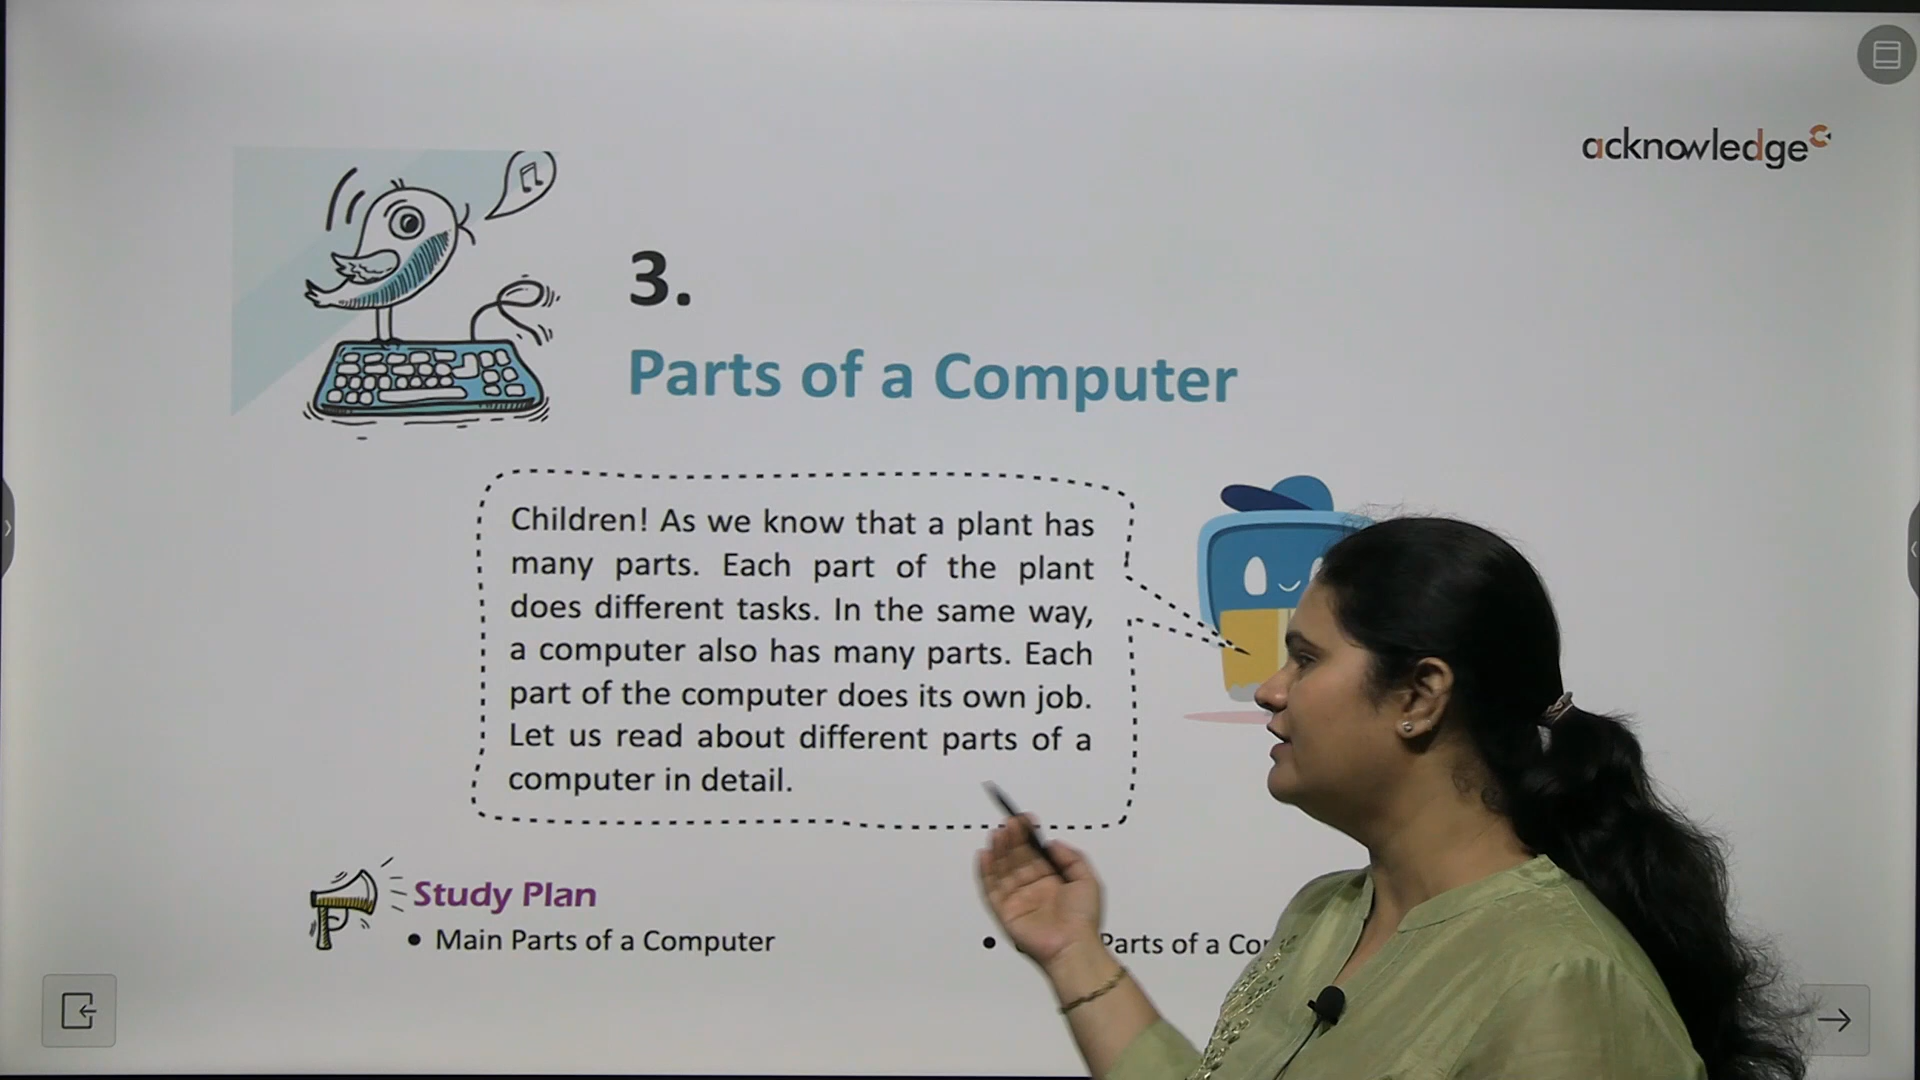 acknowledge
3.
Parts of a Computer
Children! As we know that a plant has
many parts. Each part of the plant
does different tasks. In the same way,
a computer also has many parts. Each
part of the computer does its own job.
Let us read about different parts of a
computer in detail.
Study Plan
• Main Parts of a Computer
• Parts of a